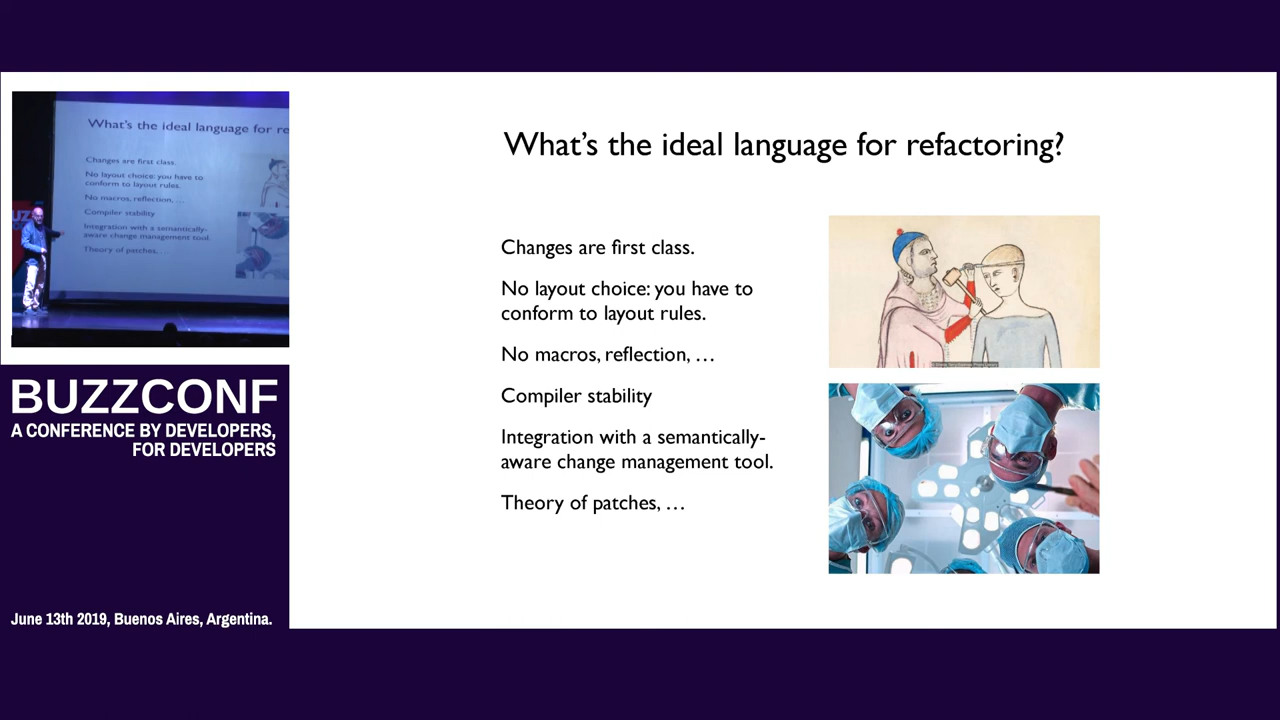 What's the ideal language for re
Changes are first class.
No layout choice: you have to
conform to layout rules.
No macros, reflection, …
Compiler stability
Integration with a semantically-
aware change management tool.
Theory of patches, …
BUZZCONF
A CONFERENCE BY DEVELOPERS,
FOR DEVELOPERS
June 13th 2019, Buenos Aires, Argentina.
What’s the ideal language for refactoring?
Changes are first class.
No layout choice: you have to
conform to layout rules.
No macros, reflection, …
Compiler stability
Integration with a semantically-
aware change management tool.
Theory of patches, …